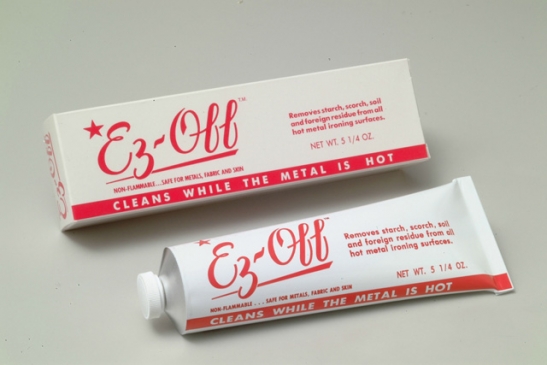 Ez-Off™
Removes starch, scorch, soil
and foreign residue from all
hot metal ironing surfaces.
NET WT. 5 1/4 OZ.
NON-FLAMMABLE...SAFE FOR METALS, FABRIC AND SKIN
CLEANS WHILE THE METAL IS HOT
Ez-Off™
Removes starch, scorch, soil
and foreign residue from all
hot metal ironing surfaces.
NET WT. 5 1/4 OZ.
NON-FLAMMABLE...SAFE FOR METALS, FABRIC AND SKIN
CLEANS WHILE THE METAL IS HOT